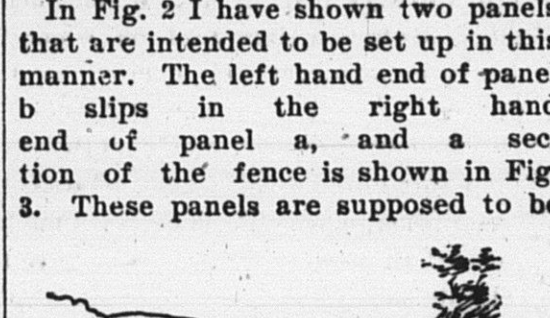 In Fig. 2 I have shown two panels
that are intended to be set up in this
manner. The left hand end of pane
b slips in the right hand
end of panel a, and a sec
tion of the fence is shown in Fig
3. These panels are supposed to be